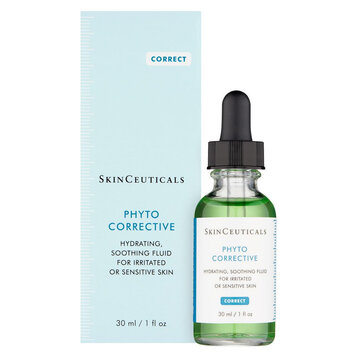 CORRECT
SKINCEUTICALS
PHYTO
CORRECTIVE
HYDRATING,
SOOTHING FLUID
FOR IRRITATED
OR SENSITIVE SKIN
30 ml / 1 fl oz
SKINCEUTICALS
PHYTO
CORRECTIVE
HYDRATING, SOOTHING FLUID
FOR IRRITATED
OR SENSITIVE SKIN
CORRECT
30 ml / 1 fl oz